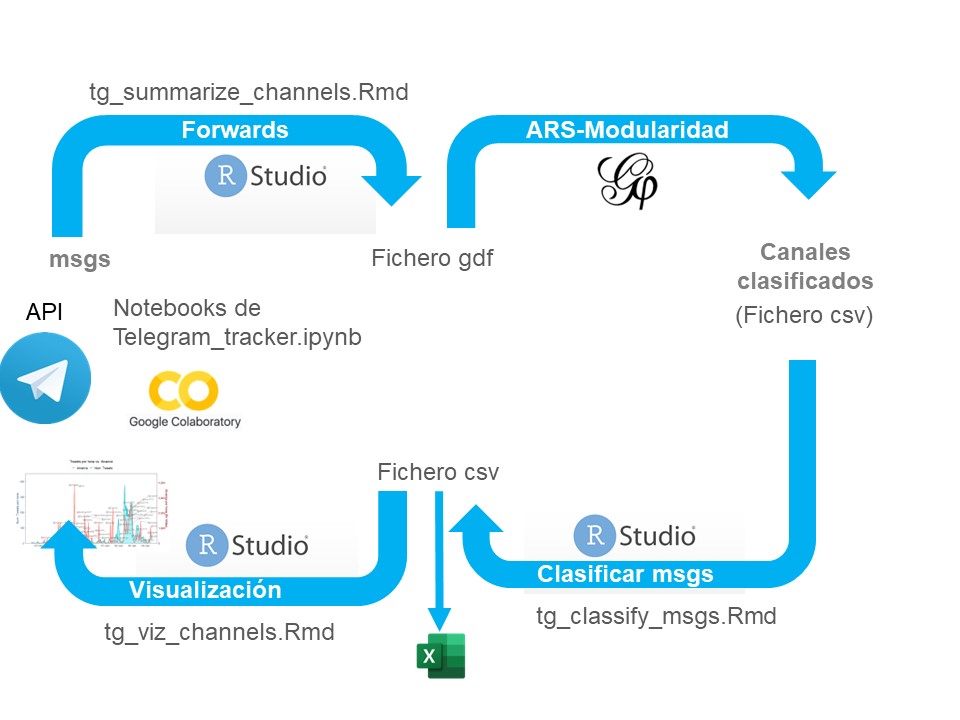 tg_summarize_channels.Rmd
Forwards
ARS-Modularidad
R Studio
msgs
Fichero gdf
Canales
clasificados
(Fichero csv)
API
Notebooks de
Telegram_tracker.ipynb
Google Colaboratory
Fichero csv
R Studio
Visualización
tg_viz_channels.Rmd
R Studio
Clasificar msgs
tg_classify_msgs.Rmd
X